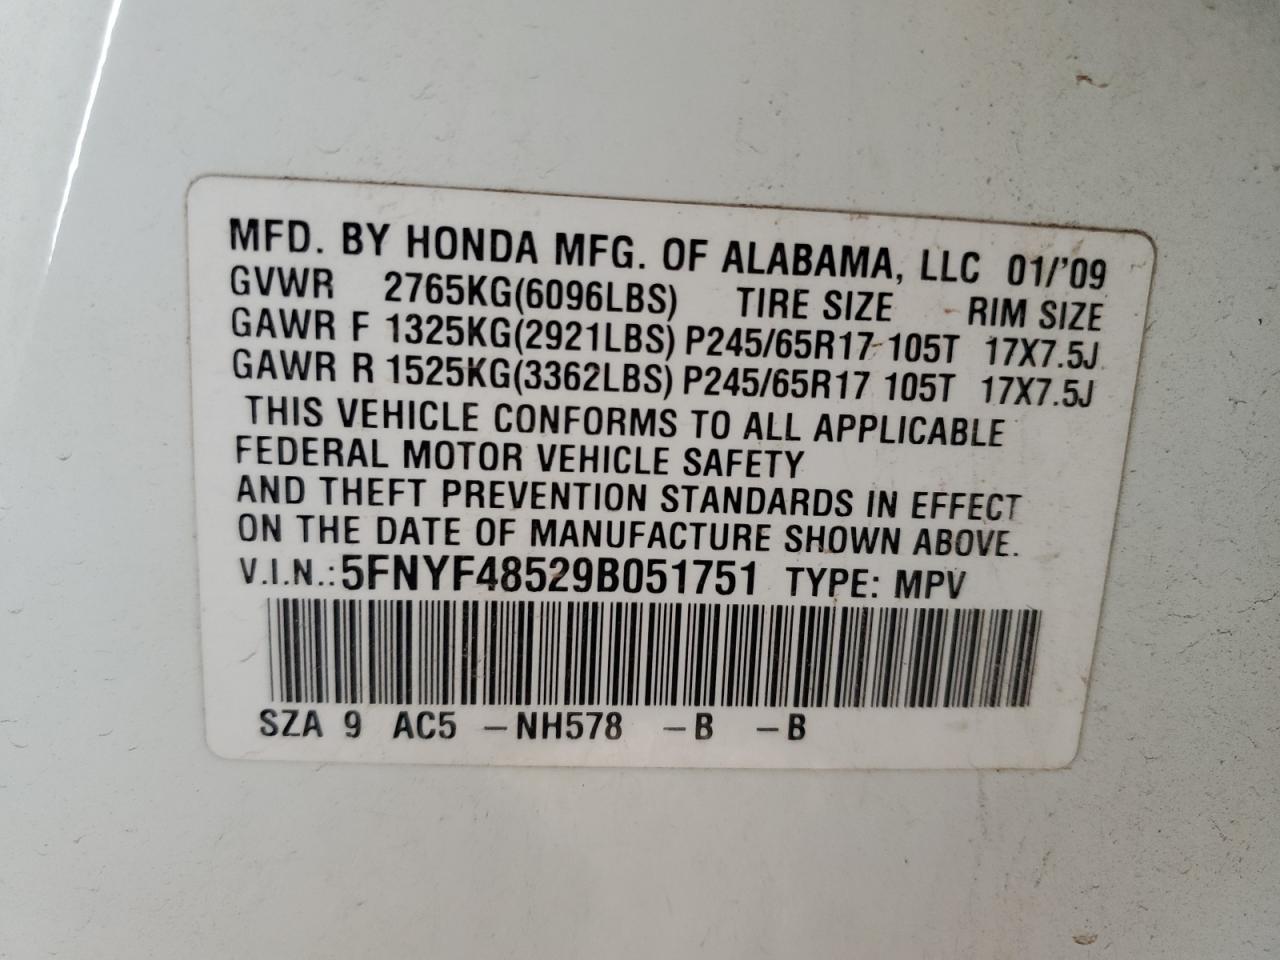 MFD. BY HONDA MFG. OF ALABAMA, LLC 01/'09
GVWR 2765KG(6096LBS) TIRE SIZE RIM SIZE
GAWR F 1325KG(2921LBS) P245/65R17 105T 17X7.5J
GAWR R 1525KG(3362LBS) P245/65R17 105T 17X7.5J
THIS VEHICLE CONFORMS TO ALL APPLICABLE
FEDERAL MOTOR VEHICLE SAFETY
AND THEFT PREVENTION STANDARDS IN EFFECT
ON THE DATE OF MANUFACTURE SHOWN ABOVE.
V.I.N.: 5FNYF48529B051751 TYPE: MPV
SZA 9 AC5 –NH578 –B –B